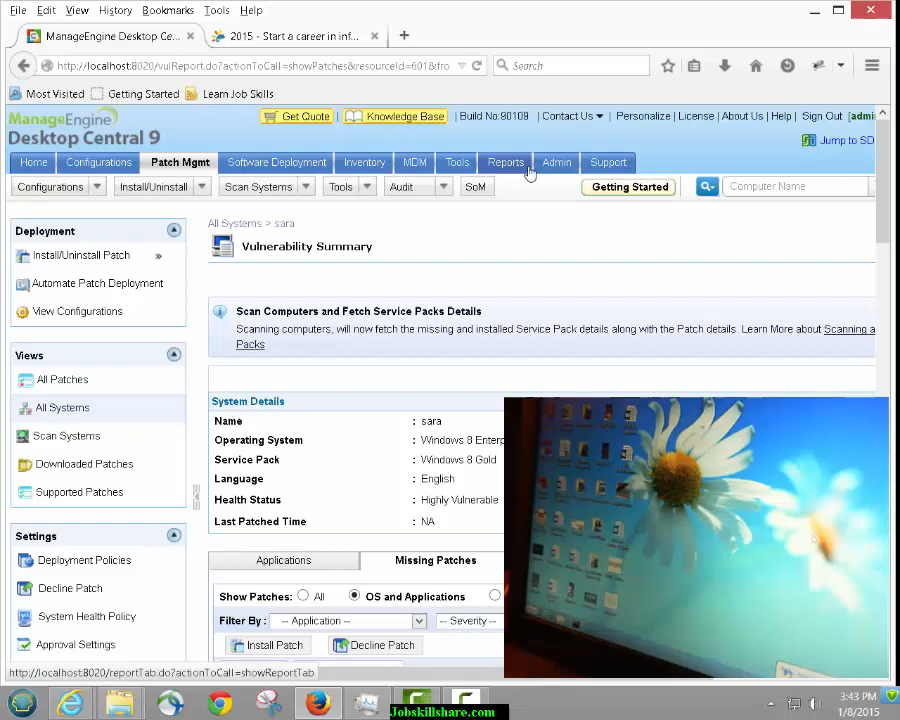 File Edit View History Bookmarks Tools Help
ManageEngine Desktop Ce... × 2015 - Start a career in inf... × +
http://localhost:8020/vulReport.do?actionToCall=showPatches&resourceId=601&fro
Search
Most Visited Getting Started Learn Job Skills
ManageEngine
Desktop Central 9
Get Quote | Knowledge Base | Build No:90109 | Contact Us | Personalize | License | About Us | Help | Sign Out [admi
Jump to SD
Home Configurations Patch Mgmt Software Deployment Inventory MDM Tools Reports Admin Support
Configurations Install/Uninstall Scan Systems Tools Audit SoM Getting Started Computer Name
Deployment
Install/Uninstall Patch »
Automate Patch Deployment
View Configurations
Views
All Patches
All Systems
Scan Systems
Downloaded Patches
Supported Patches
Settings
Deployment Policies
Decline Patch
System Health Policy
Approval Settings
All Systems > sara
Vulnerability Summary
Scan Computers and Fetch Service Packs Details
Scanning computers, will now fetch the missing and installed Service Pack details along with the Patch details. Learn More about Scanning a
Packs
System Details
Name : sara
Operating System : Windows 8 Enterp
Service Pack : Windows 8 Gold
Language : English
Health Status : Highly Vulnerable
Last Patched Time : NA
Applications Missing Patches
Show Patches: All OS and Applications
Filter By : -- Application -- -- Severity --
Install Patch Decline Patch
http://localhost:8020/reportTab.do?actionToCall=showReportTab
Jobskillshare.com
3:43 PM
1/8/2015